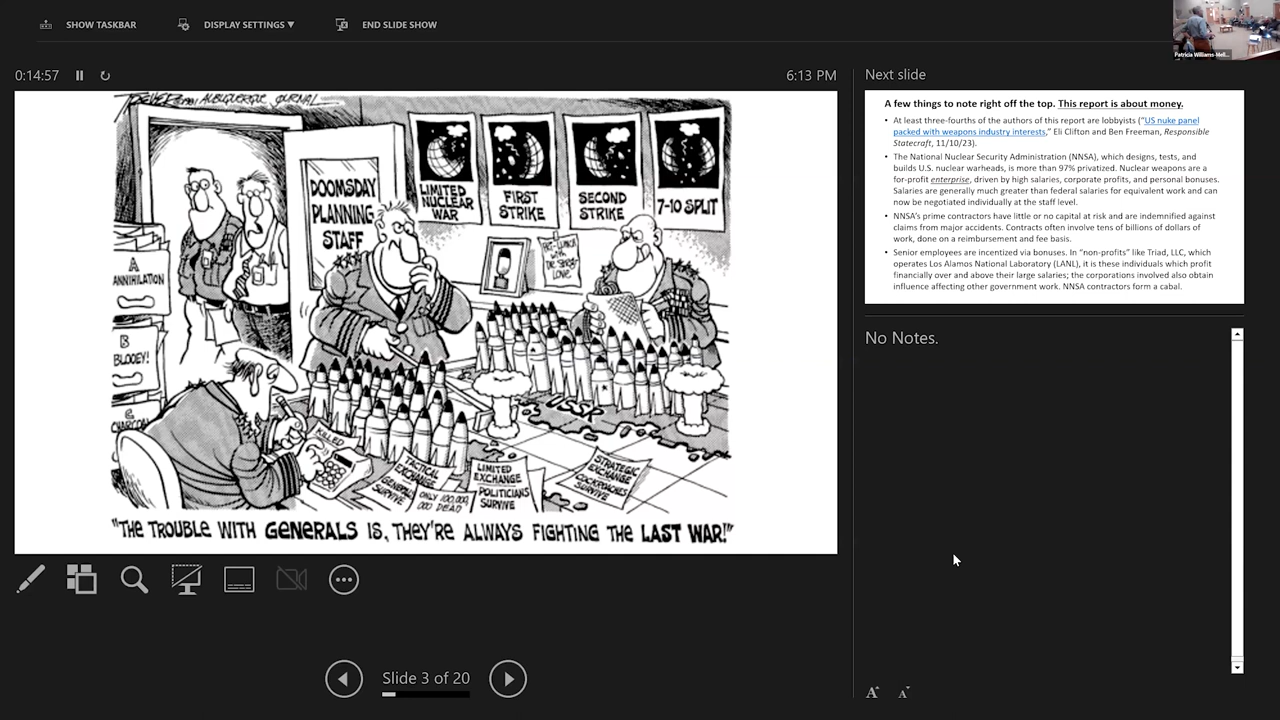 SHOW TASKBAR
DISPLAY SETTINGS ▼
END SLIDE SHOW
Patricia Williams-Mel...
0:14:57
6:13 PM
Next slide
ALBUQUERQUE JOURNAL
DOOMSDAY
PLANNING
STAFF
LIMITED
NUCLEAR
WAR
FIRST
STRIKE
SECOND
STRIKE
7-10 SPLIT
LUNCH
WITH
LOVE
A
ANNIHILATION
B
BLOOEY!
C
CHARCOAL
USSR
KILLED
TACTICAL
EXCHANGE
GENERALS
SURVIVE
ONLY 100,000,
000 DEAD
LIMITED
EXCHANGE
POLITICIANS
SURVIVE
STRATEGIC
EXCHANGE
COCKROACHES
SURVIVE
"THE TROUBLE WITH GENERALS IS, THEY'RE ALWAYS FIGHTING THE LAST WAR!"
A few things to note right off the top. This report is about money.
• At least three-fourths of the authors of this report are lobbyists ("US nuke panel
packed with weapons industry interests," Eli Clifton and Ben Freeman, Responsible
Statecraft, 11/10/23).
• The National Nuclear Security Administration (NNSA), which designs, tests, and
builds U.S. nuclear warheads, is more than 97% privatized. Nuclear weapons are a
for-profit enterprise, driven by high salaries, corporate profits, and personal bonuses.
Salaries are generally much greater than federal salaries for equivalent work and can
now be negotiated individually at the staff level.
• NNSA's prime contractors have little or no capital at risk and are indemnified against
claims from major accidents. Contracts often involve tens of billions of dollars of
work, done on a reimbursement and fee basis.
• Senior employees are incentivized via bonuses. In "non-profits" like Triad, LLC, which
operates Los Alamos National Laboratory (LANL), it is these individuals which profit
financially over and above their large salaries; the corporations involved also obtain
influence affecting other government work. NNSA contractors form a cabal.
No Notes.
Slide 3 of 20
A A